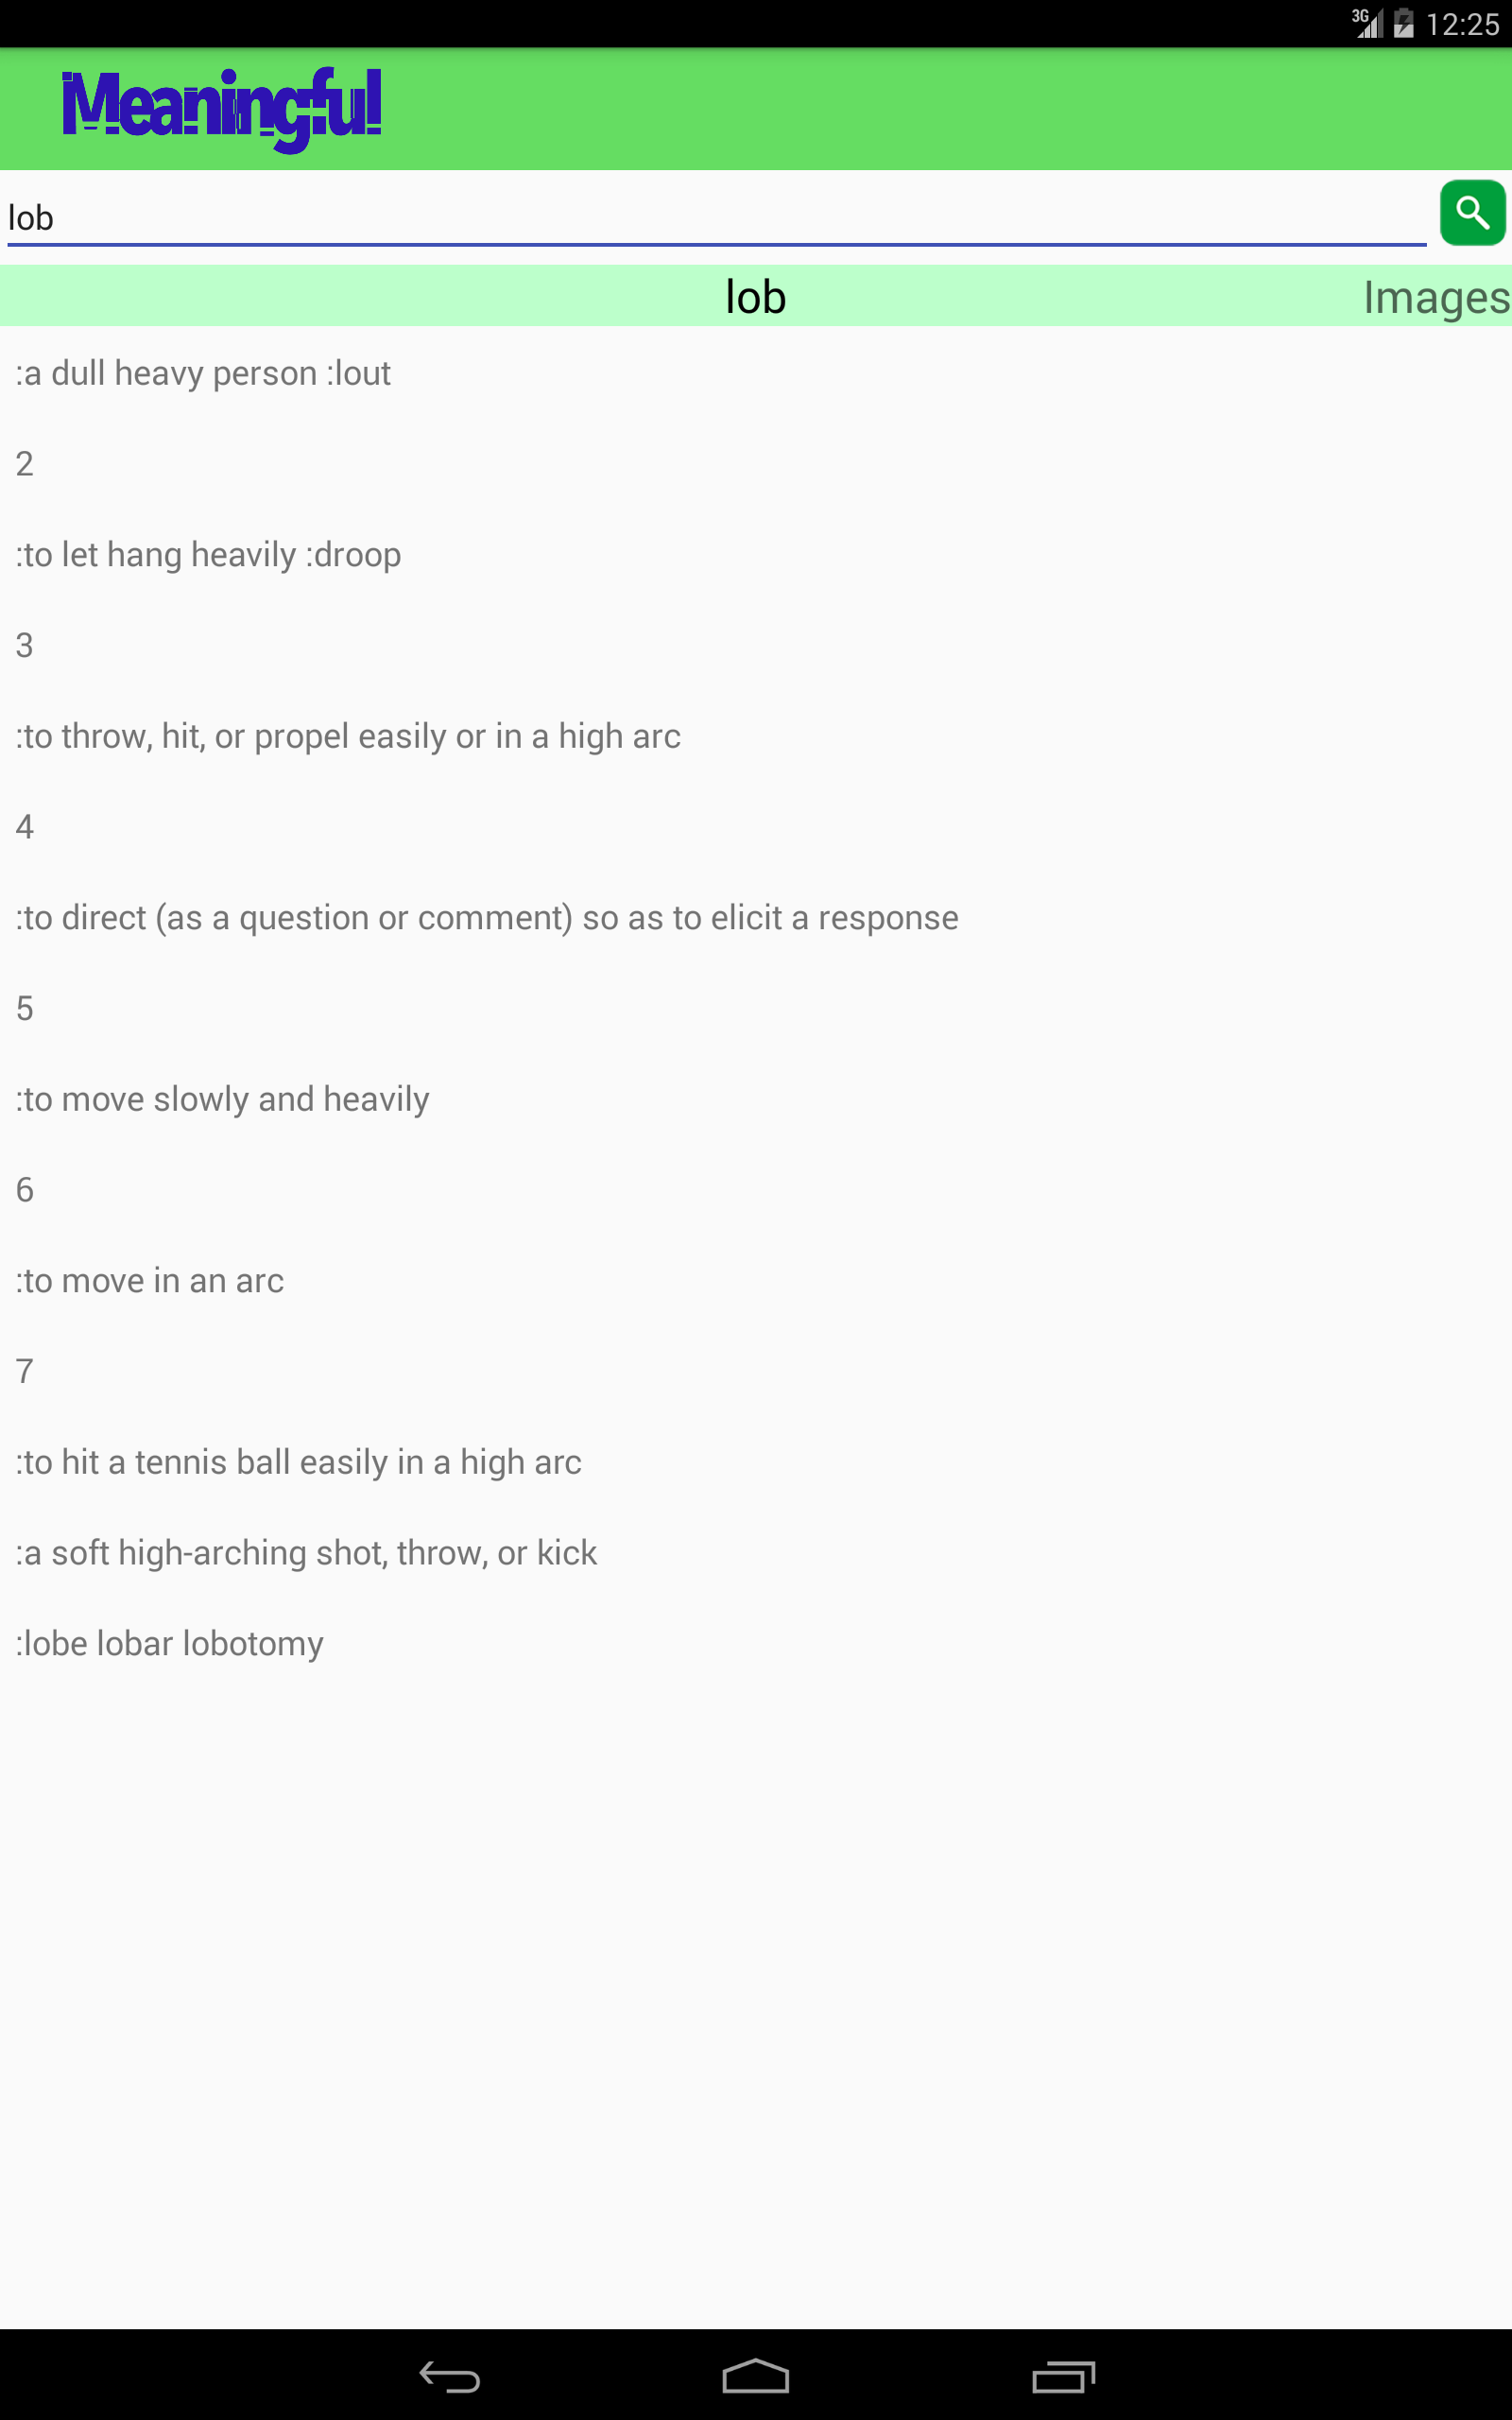 3G 12:25
Meaningful
lob
lob Images
:a dull heavy person :lout
2
:to let hang heavily :droop
3
:to throw, hit, or propel easily or in a high arc
4
:to direct (as a question or comment) so as to elicit a response
5
:to move slowly and heavily
6
:to move in an arc
7
:to hit a tennis ball easily in a high arc
:a soft high-arching shot, throw, or kick
:lobe lobar lobotomy